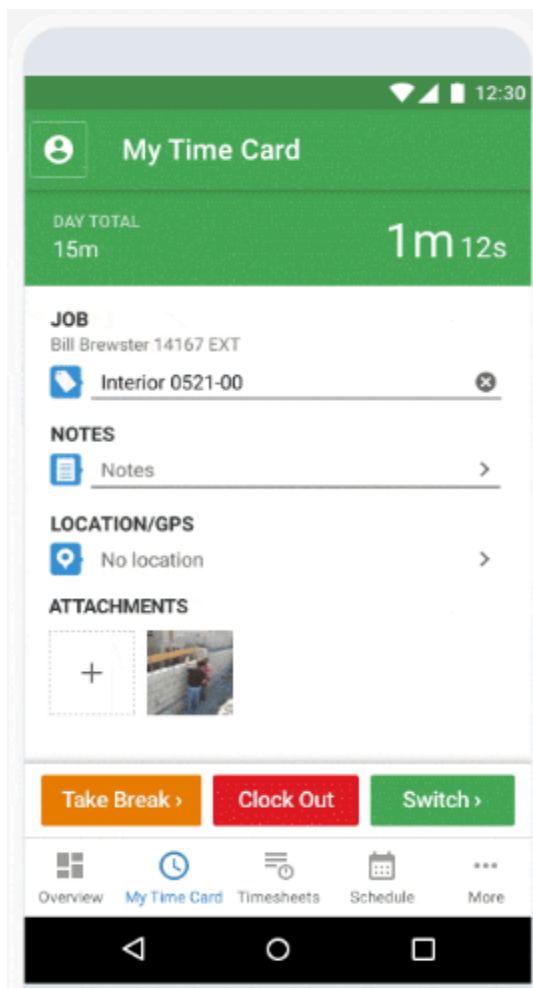 12:30
My Time Card
DAY TOTAL
15m
1m 12s
JOB
Bill Brewster 14167 EXT
Interior 0521-00
NOTES
Notes
LOCATION/GPS
No location
ATTACHMENTS
Take Break
Clock Out
Switch
Overview
My Time Card
Timesheets
Schedule
More